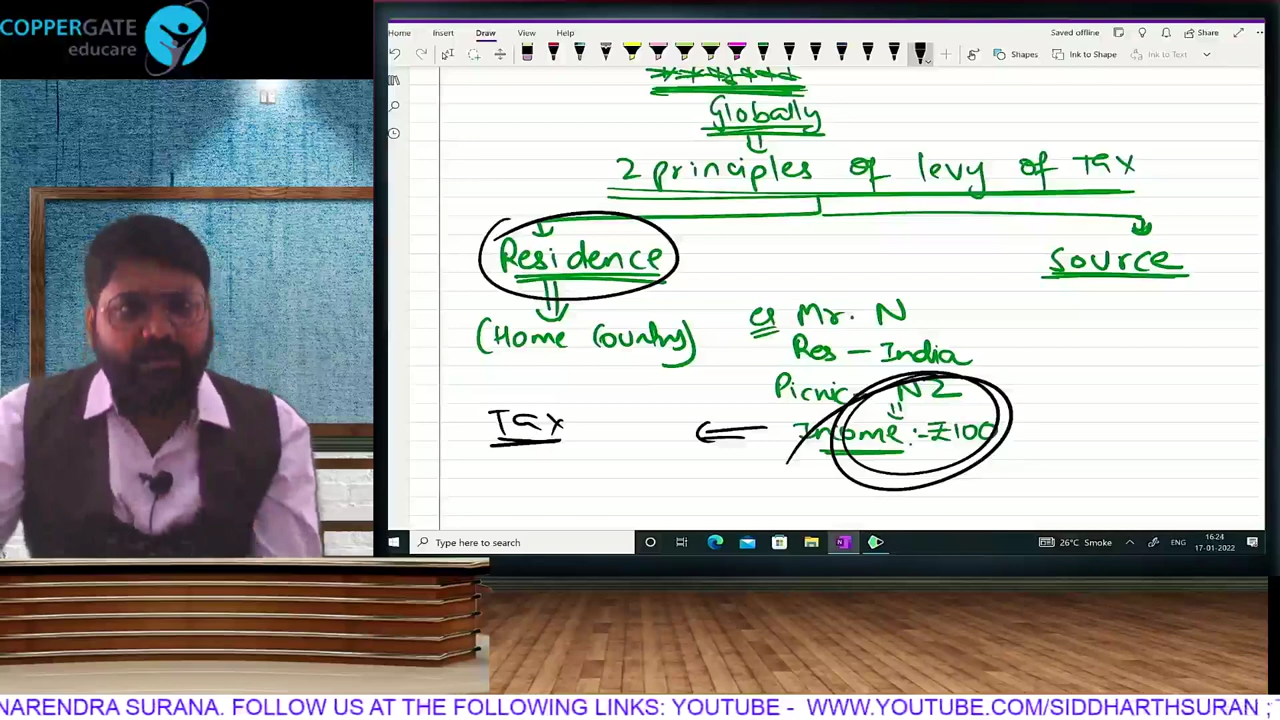 COPPERGATE
educare
Home Insert Draw View Help
Saved offline
Share
Shapes
Ink to Shape
Ink to Text
Globally
2 principles of levy of Tax
Residence
Source
(Home Country)
eg Mr. N
Res - India
Picnic - NZ
Tax
Income :- ₹100
Type here to search
26°C Smoke
ENG
16:24
17-01-2022
NARENDRA SURANA. FOLLOW US AT THE FOLLOWING LINKS: YOUTUBE - WWW.YOUTUBE.COM/SIDDHARTHSURAN ;